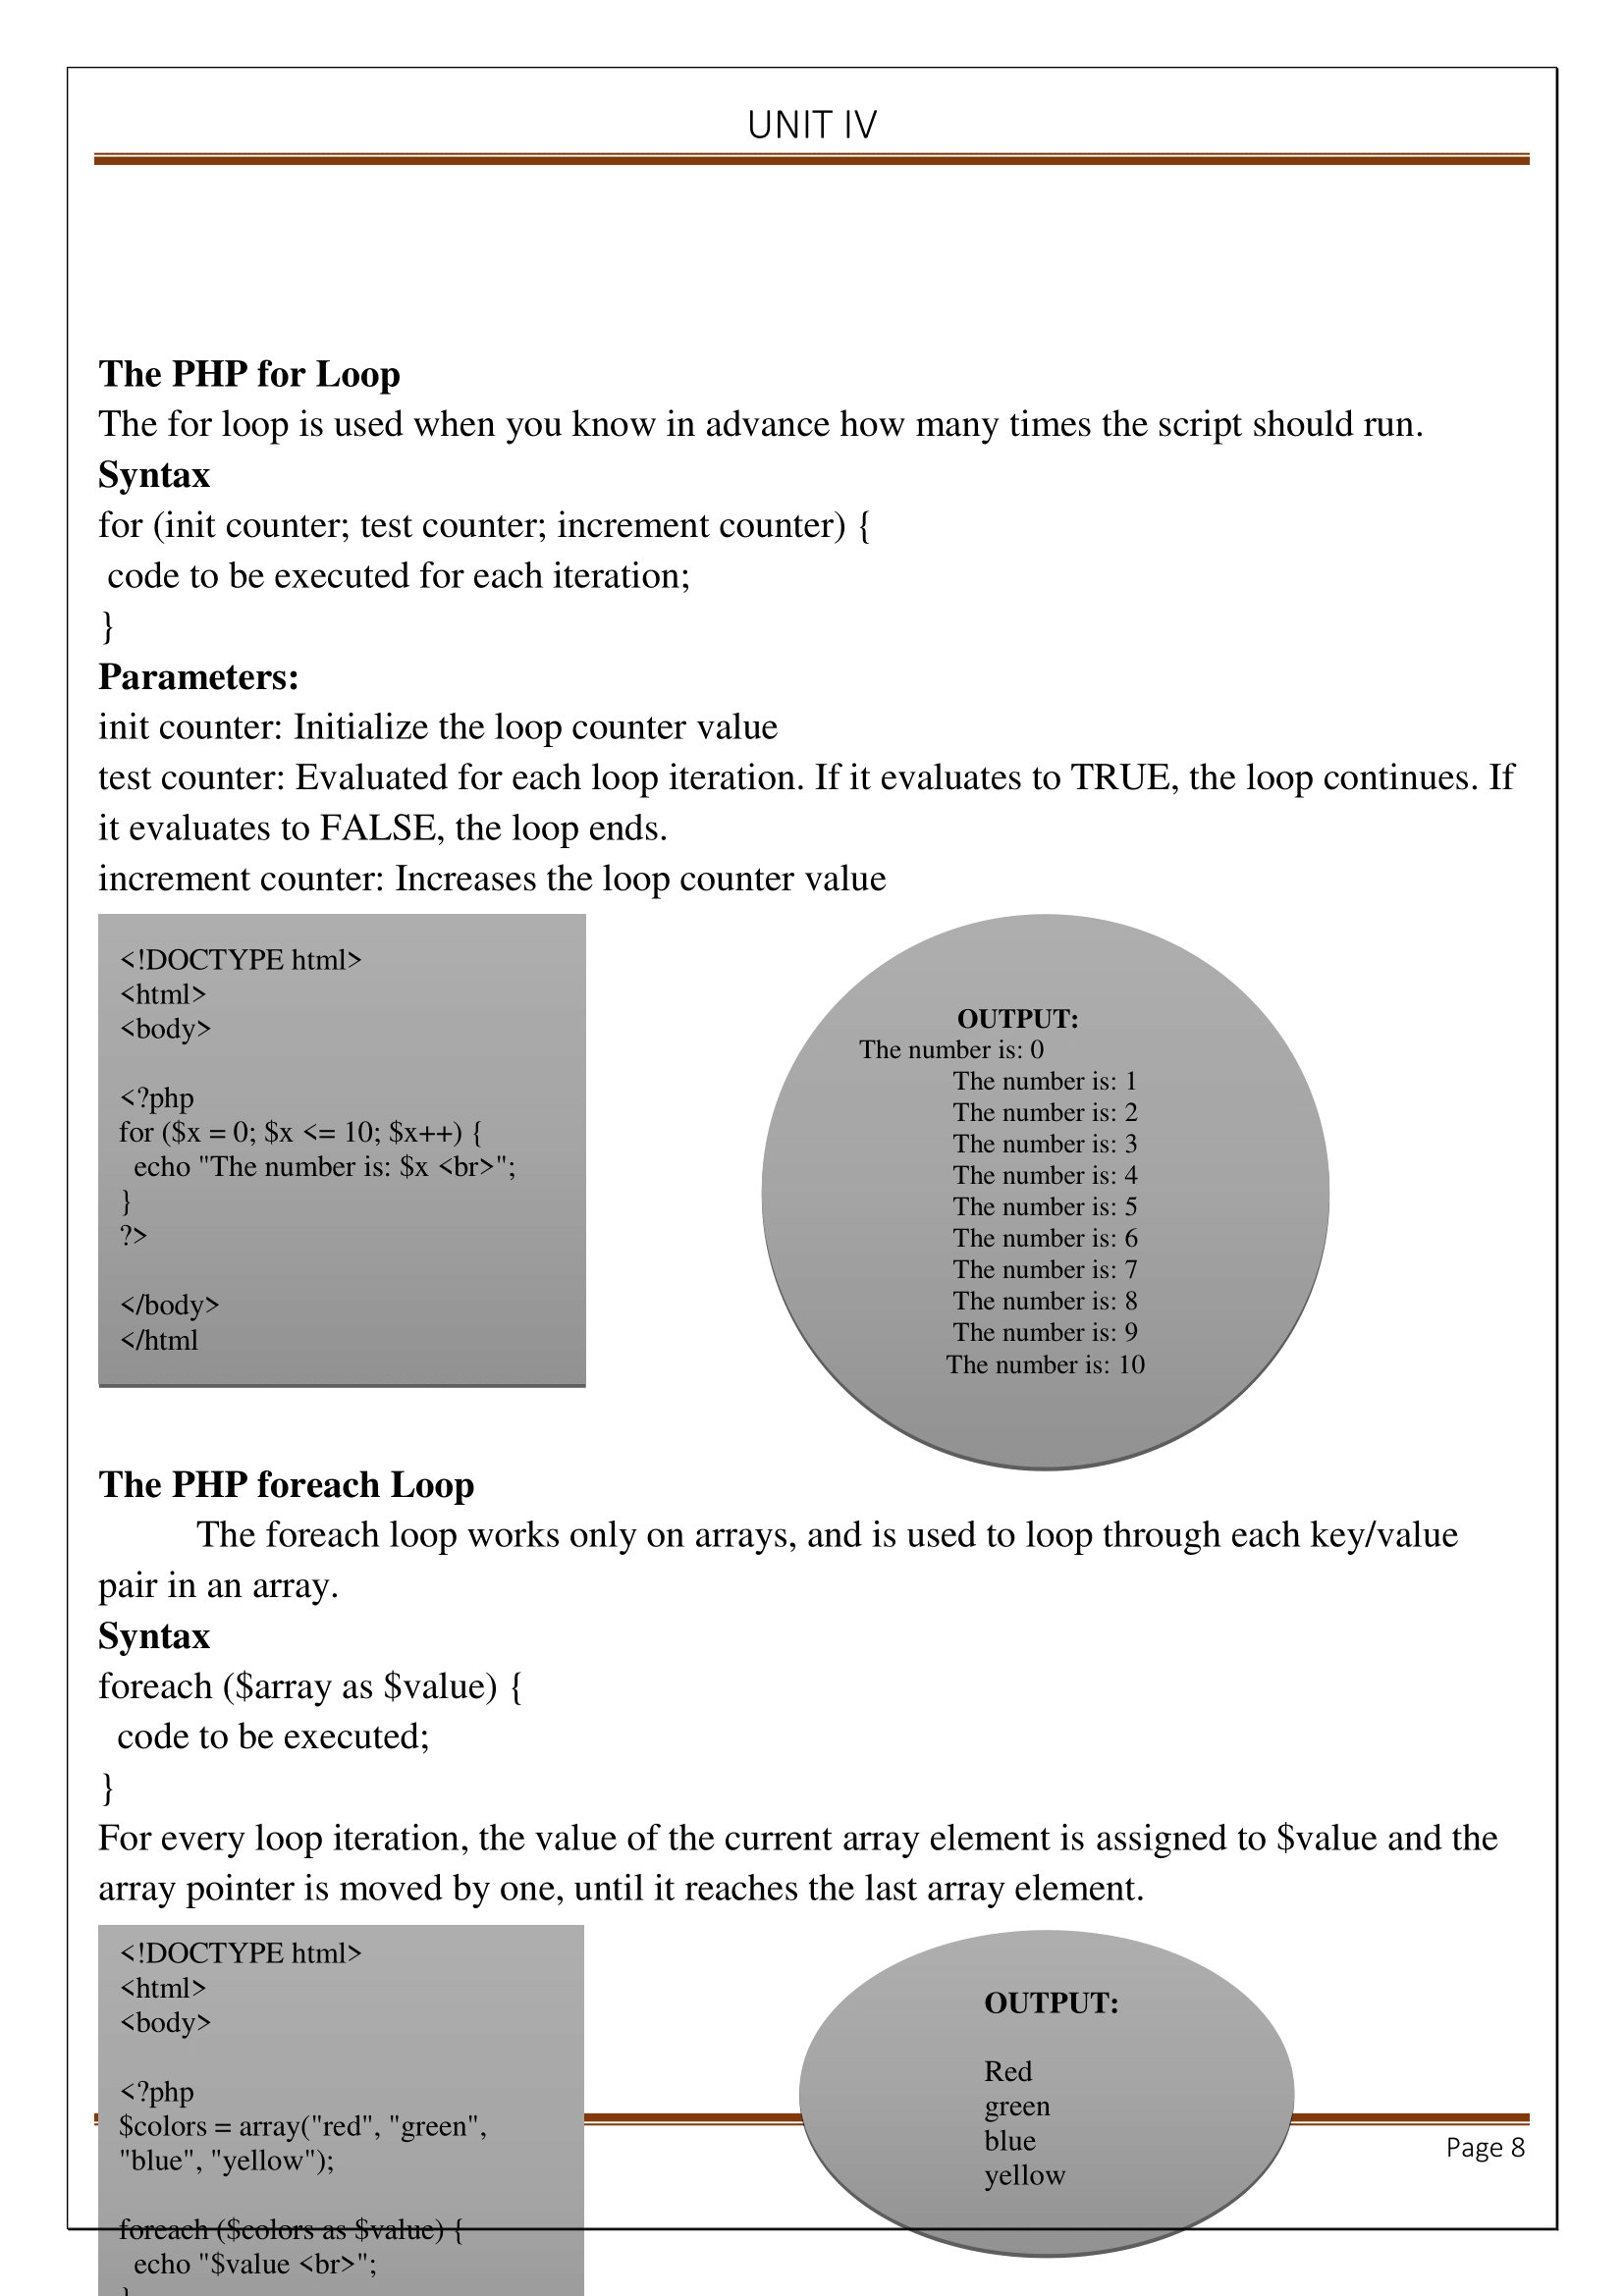 UNIT IV
The PHP for Loop
The for loop is used when you know in advance how many times the script should run.
Syntax
for (init counter; test counter; increment counter) {
 code to be executed for each iteration;
}
Parameters:
init counter: Initialize the loop counter value
test counter: Evaluated for each loop iteration. If it evaluates to TRUE, the loop continues. If
it evaluates to FALSE, the loop ends.
increment counter: Increases the loop counter value
<!DOCTYPE html>
<html>
<body>
<?php
for ($x = 0; $x <= 10; $x++) {
  echo "The number is: $x <br>";
}
?>
</body>
</html
OUTPUT:
The number is: 0
The number is: 1
The number is: 2
The number is: 3
The number is: 4
The number is: 5
The number is: 6
The number is: 7
The number is: 8
The number is: 9
The number is: 10
The PHP foreach Loop
The foreach loop works only on arrays, and is used to loop through each key/value
pair in an array.
Syntax
foreach ($array as $value) {
  code to be executed;
}
For every loop iteration, the value of the current array element is assigned to $value and the
array pointer is moved by one, until it reaches the last array element.
<!DOCTYPE html>
<html>
<body>
<?php
$colors = array("red", "green",
"blue", "yellow");
foreach ($colors as $value) {
  echo "$value <br>";
}
OUTPUT:
Red
green
blue
yellow
Page 8